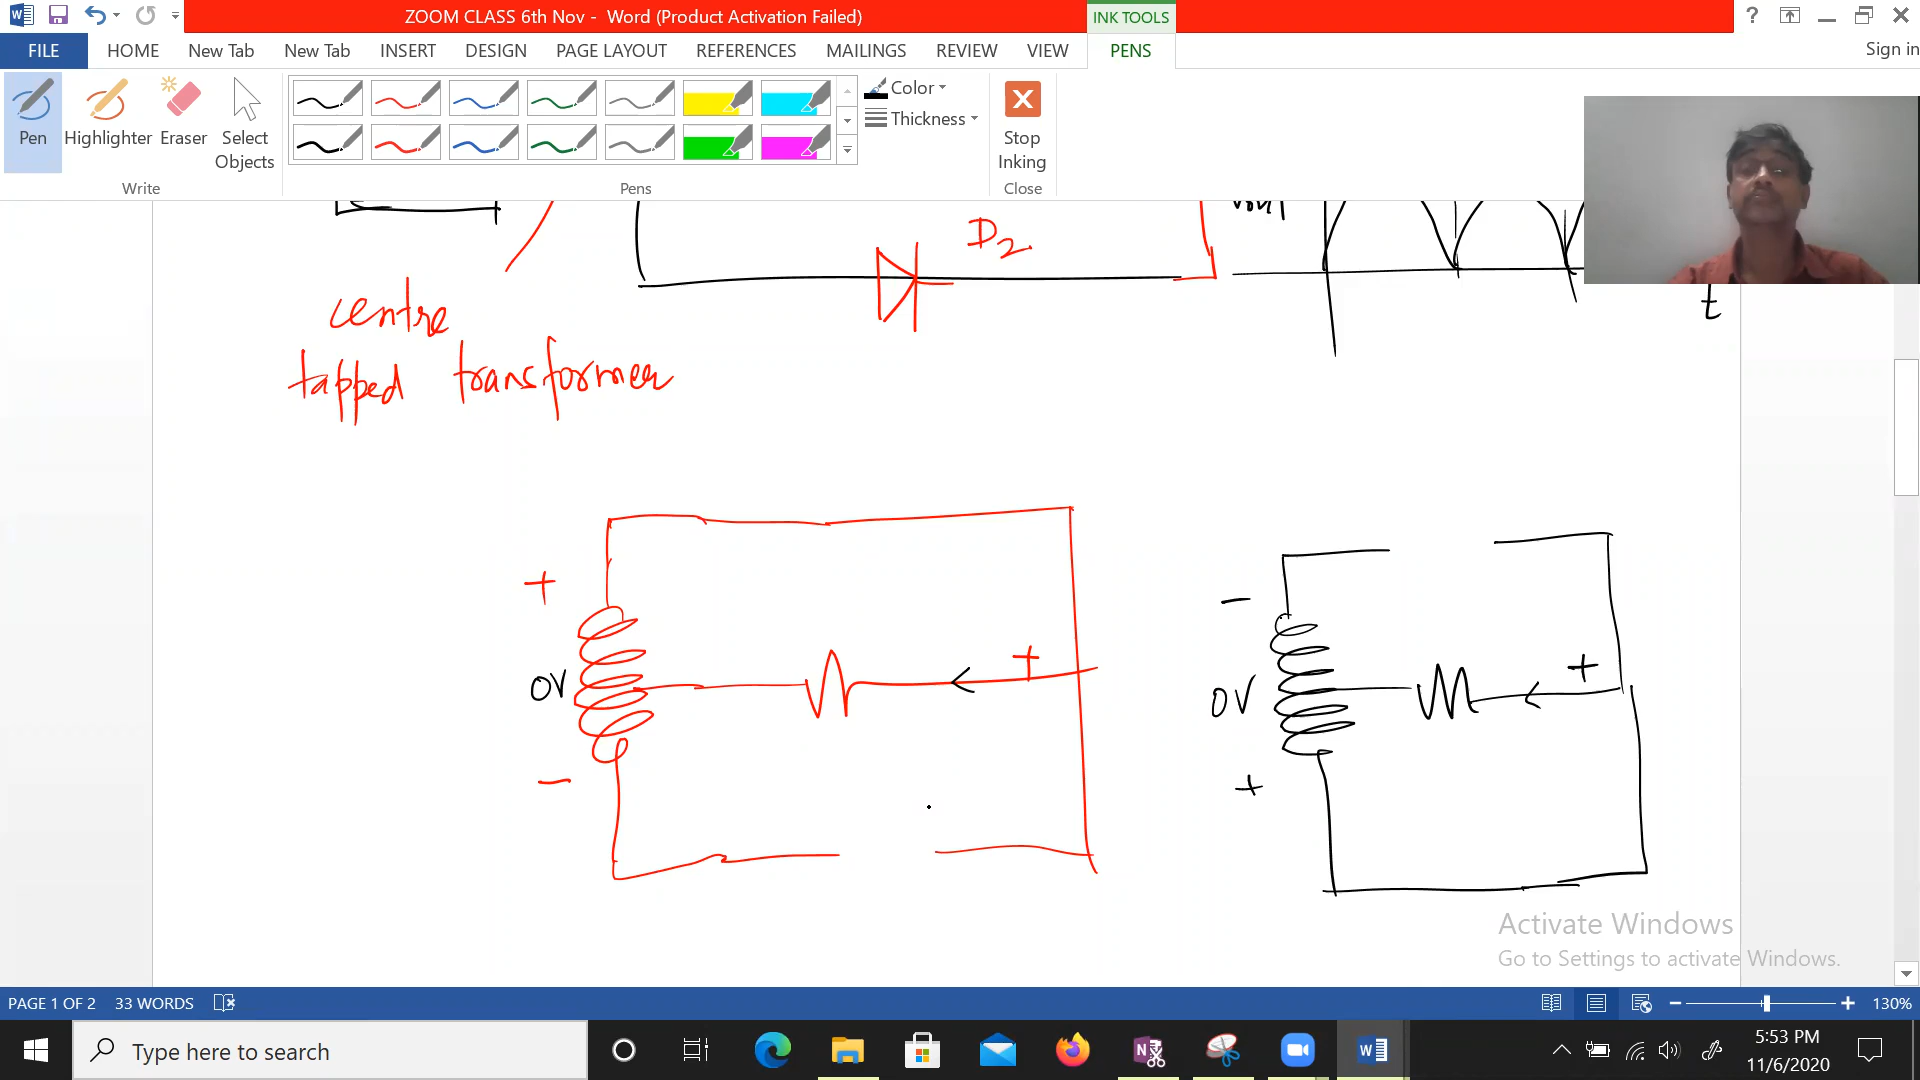 ZOOM CLASS 6th Nov - Word (Product Activation Failed)
INK TOOLS
?
FILE HOME New Tab New Tab INSERT DESIGN PAGE LAYOUT REFERENCES MAILINGS REVIEW VIEW PENS
Sign in
Pen
Highlighter
Eraser
Select
Objects
Color
Thickness
Stop
Inking
Write
Pens
Close
D2
t
centre
tapped transformer
+
0V
-
+
-
0V
+
+
Activate Windows
Go to Settings to activate Windows.
PAGE 1 OF 2 33 WORDS
130%
Type here to search
5:53 PM
11/6/2020